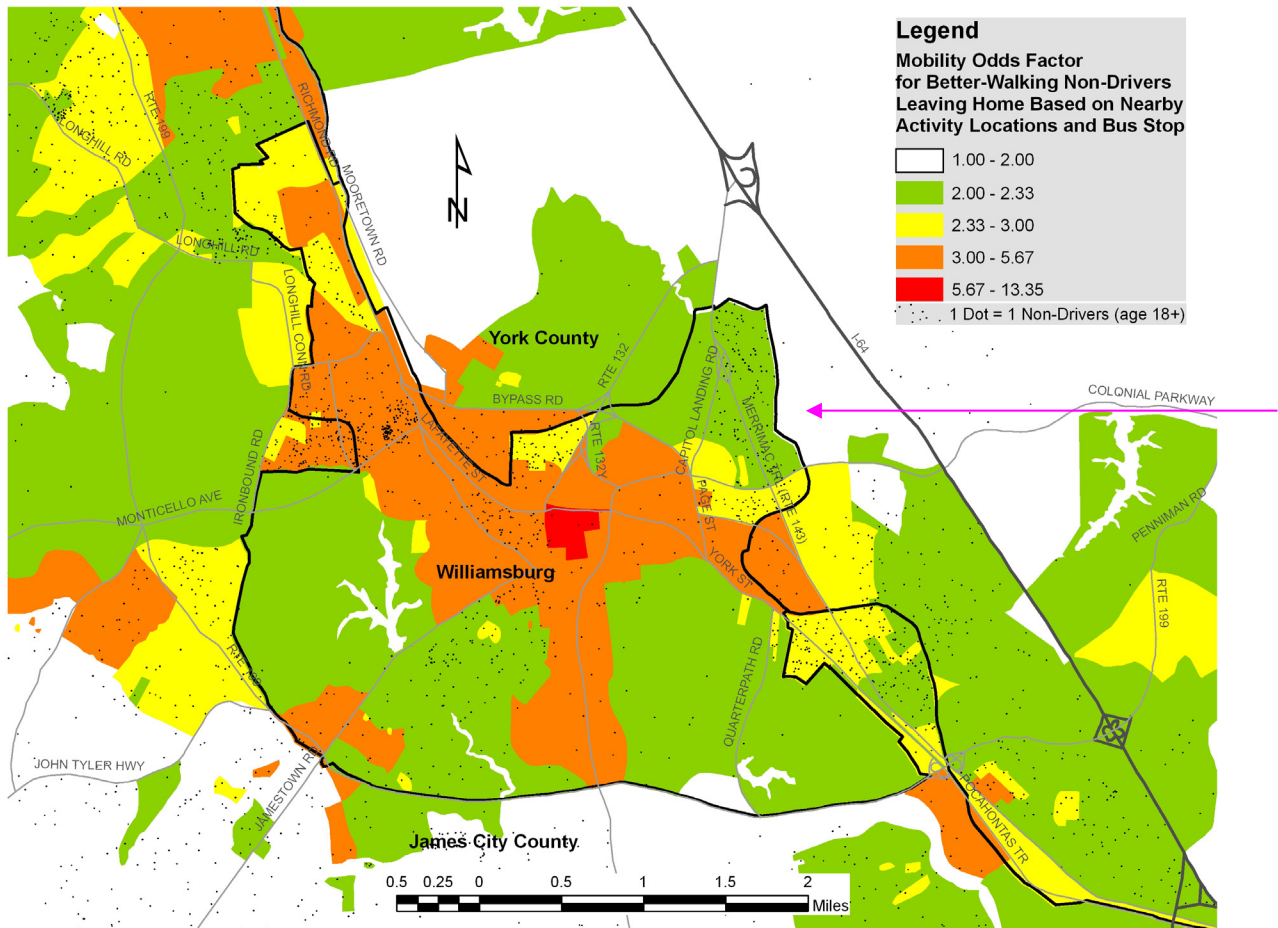 Legend
Mobility Odds Factor
for Better-Walking Non-Drivers
Leaving Home Based on Nearby
Activity Locations and Bus Stop
1.00 - 2.00
2.00 - 2.33
2.33 - 3.00
3.00 - 5.67
5.67 - 13.35
1 Dot = 1 Non-Drivers (age 18+)
RTE 199
RICHMOND RD
LONGHILL RD
MOORETOWN RD
N
LONGHILL RD
LONGHILL CONN RD
York County
I-64
RTE 132
CAPITOL LANDING RD
COLONIAL PARKWAY
BYPASS RD
MERRIMAC TRL (RTE 143)
LAFAYETTE ST
RTE 132Y
IRONBOUND RD
MONTICELLO AVE
PAGE ST
PENNIMAN RD
YORK ST
Williamsburg
RTE 199
RTE 199
QUARTERPATH RD
JOHN TYLER HWY
JAMESTOWN RD
POCAHONTAS TR
James City County
0.5 0.25 0 0.5 1 1.5 2
Miles